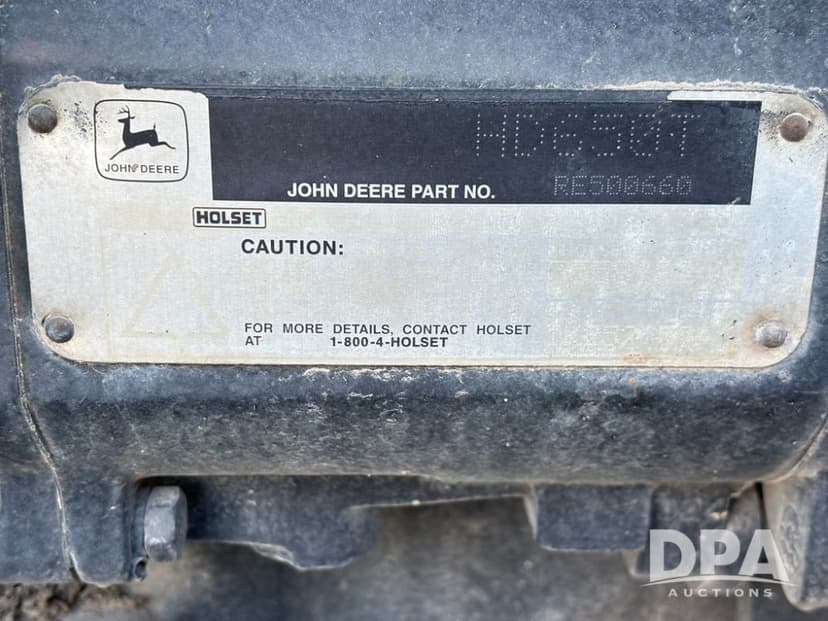 JOHN DEERE
HD650T
JOHN DEERE PART NO. RE500660
HOLSET
CAUTION:
FOR MORE DETAILS, CONTACT HOLSET
AT 1-800-4-HOLSET
DPA
AUCTIONS